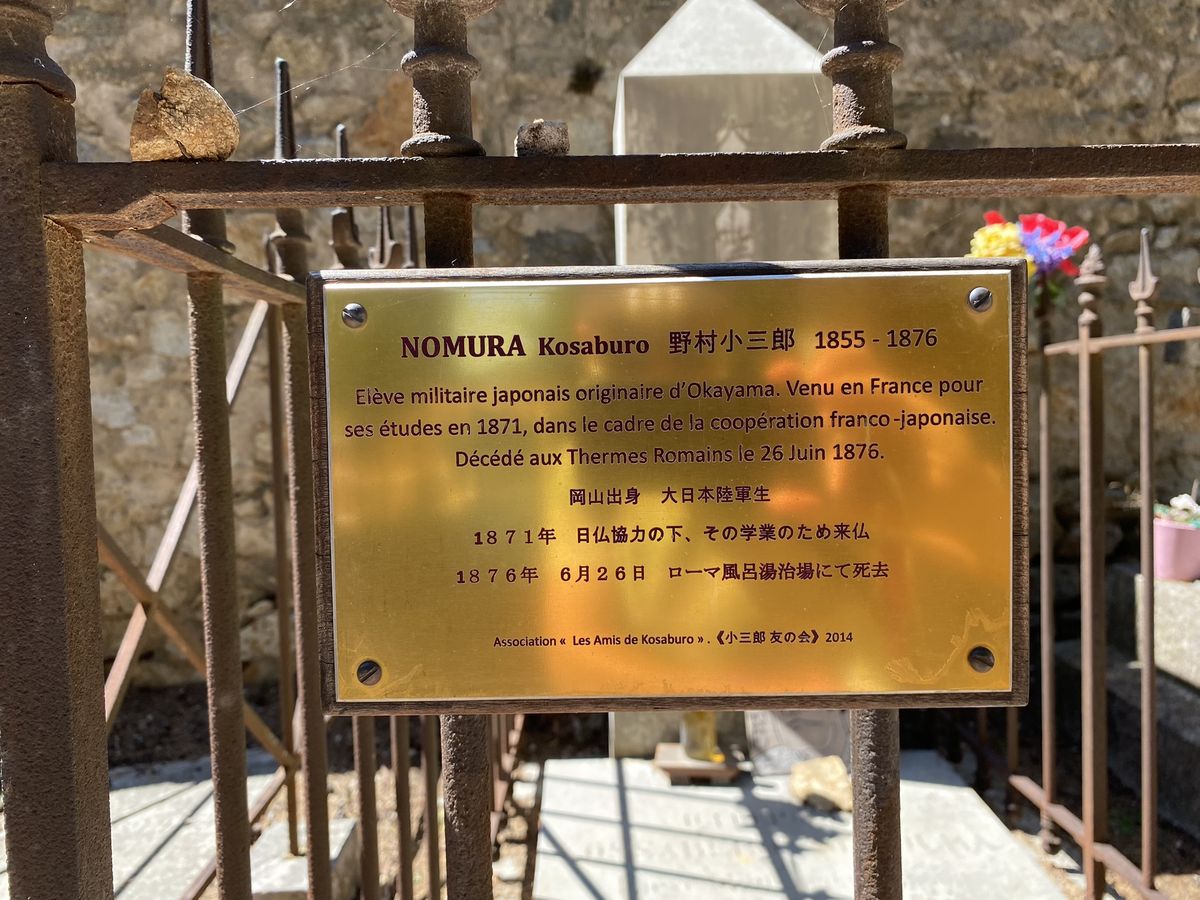 NOMURA Kosaburo 野村小三郎 1855 - 1876
Elève militaire japonais originaire d'Okayama. Venu en France pour
ses études en 1871, dans le cadre de la coopération franco-japonaise.
Décédé aux Thermes Romains le 26 Juin 1876.
岡山出身　大日本陸軍生
１８７１年　日仏協力の下、その学業のため来仏
１８７６年　６月２６日　ローマ風呂湯治場にて死去
Association « Les Amis de Kosaburo » . 《小三郎 友の会》 2014